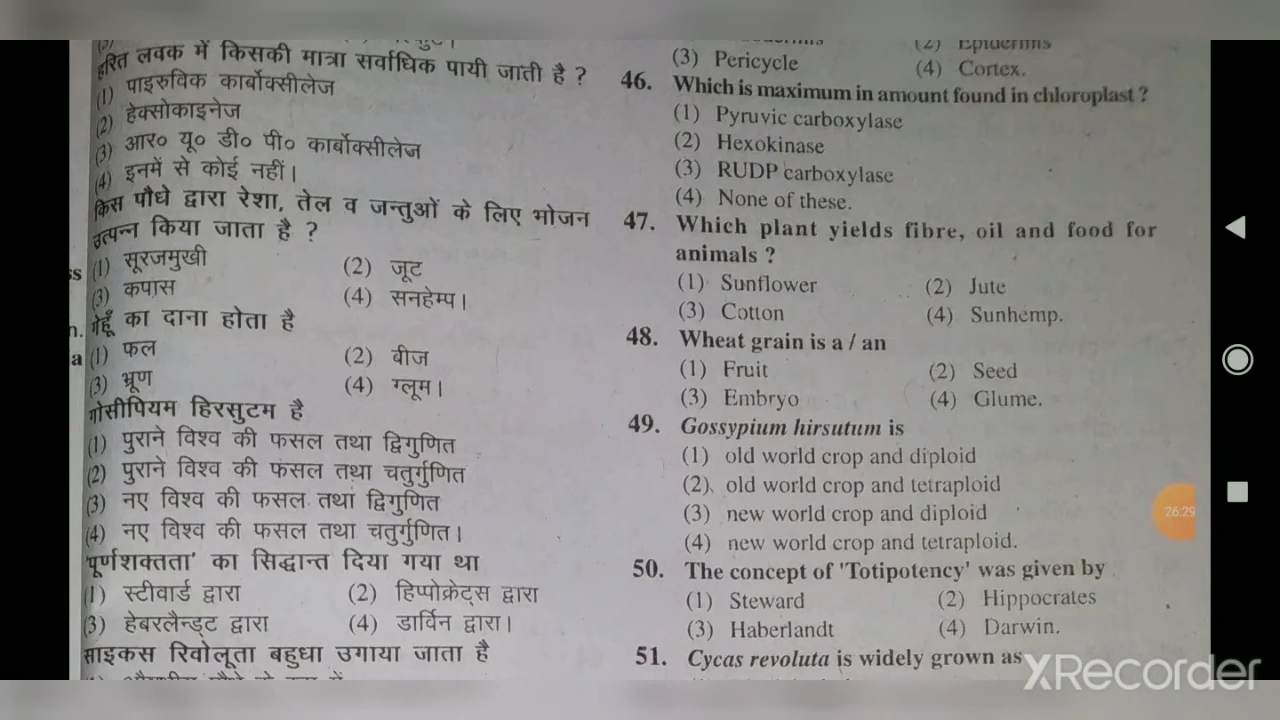 हरित लवक में किसकी मात्रा सर्वाधिक पायी जाती है ?
(1) पाइरुविक कार्बोक्सीलेज
(2) हेक्सोकाइनेज
(3) आर० यू० डी० पी० कार्बोक्सीलेज
(4) इनमें से कोई नहीं।
किस पौधे द्वारा रेशा, तेल व जन्तुओं के लिए भोजन
उत्पन्न किया जाता है ?
ss (1) सूरजमुखी (2) जूट
(3) कपास (4) सनहेम्प।
n. गेहूँ का दाना होता है
a (1) फल (2) बीज
(3) भ्रूण (4) ग्लूम।
गोसीपियम हिरसुटम है
(1) पुराने विश्व की फसल तथा द्विगुणित
(2) पुराने विश्व की फसल तथा चतुर्गुणित
(3) नए विश्व की फसल तथा द्विगुणित
(4) नए विश्व की फसल तथा चतुर्गुणित।
'पूर्णशक्तता' का सिद्धान्त दिया गया था
(1) स्टीवार्ड द्वारा (2) हिप्पोक्रेट्स द्वारा
(3) हेबरलैन्ड्ट द्वारा (4) डार्विन द्वारा।
साइकस रिवोलूता बहुधा उगाया जाता है
(2) Epidermis
(3) Pericycle (4) Cortex.
46. Which is maximum in amount found in chloroplast ?
(1) Pyruvic carboxylase
(2) Hexokinase
(3) RUDP carboxylase
(4) None of these.
47. Which plant yields fibre, oil and food for
animals ?
(1) Sunflower (2) Jute
(3) Cotton (4) Sunhemp.
48. Wheat grain is a / an
(1) Fruit (2) Seed
(3) Embryo (4) Glume.
49. Gossypium hirsutum is
(1) old world crop and diploid
(2) old world crop and tetraploid
(3) new world crop and diploid
(4) new world crop and tetraploid.
50. The concept of 'Totipotency' was given by
(1) Steward (2) Hippocrates
(3) Haberlandt (4) Darwin.
51. Cycas revoluta is widely grown as
26:29
XRecorder